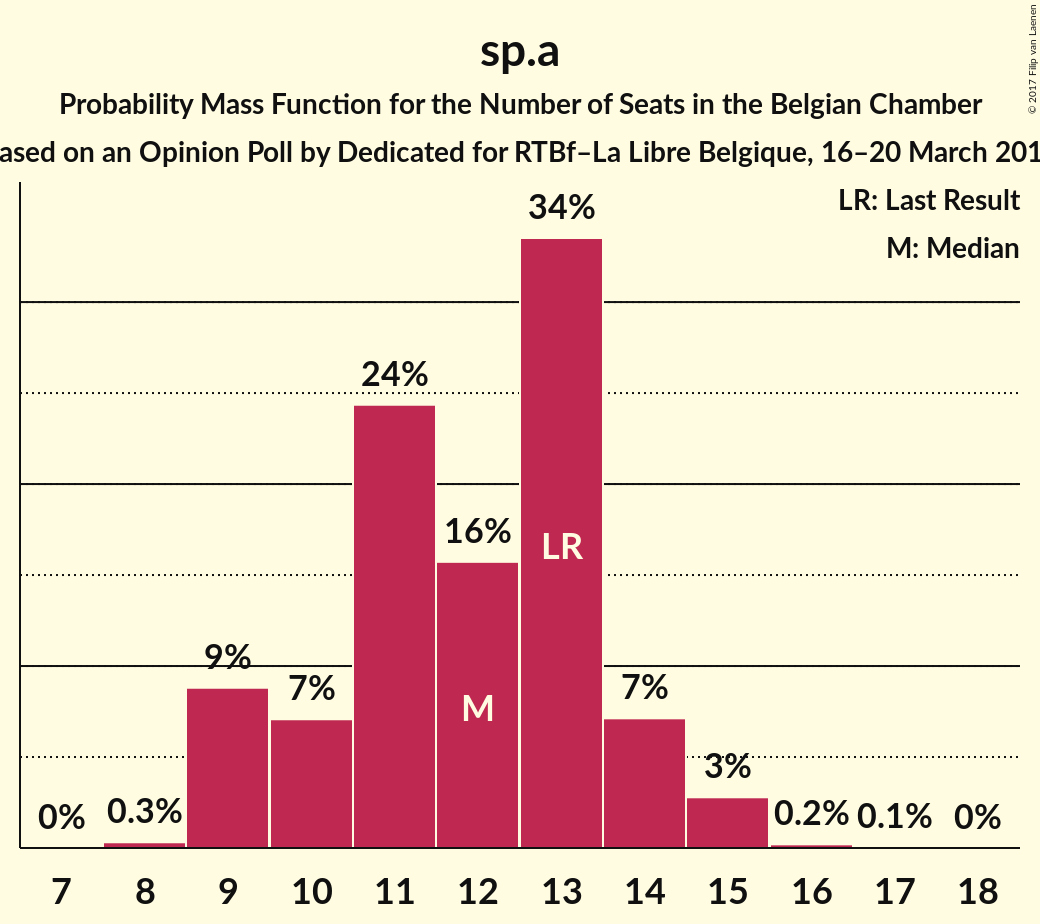 sp.a
Probability Mass Function for the Number of Seats in the Belgian Chamber
ased on an Opinion Poll by Dedicated for RTBf–La Libre Belgique, 16–20 March 201
LR: Last Result
M: Median
0%
0.3%
9%
7%
24%
16%
34%
7%
3%
0.2%
0.1%
0%
M
LR
7 8 9 10 11 12 13 14 15 16 17 18
© 2017 Filip van Laenen